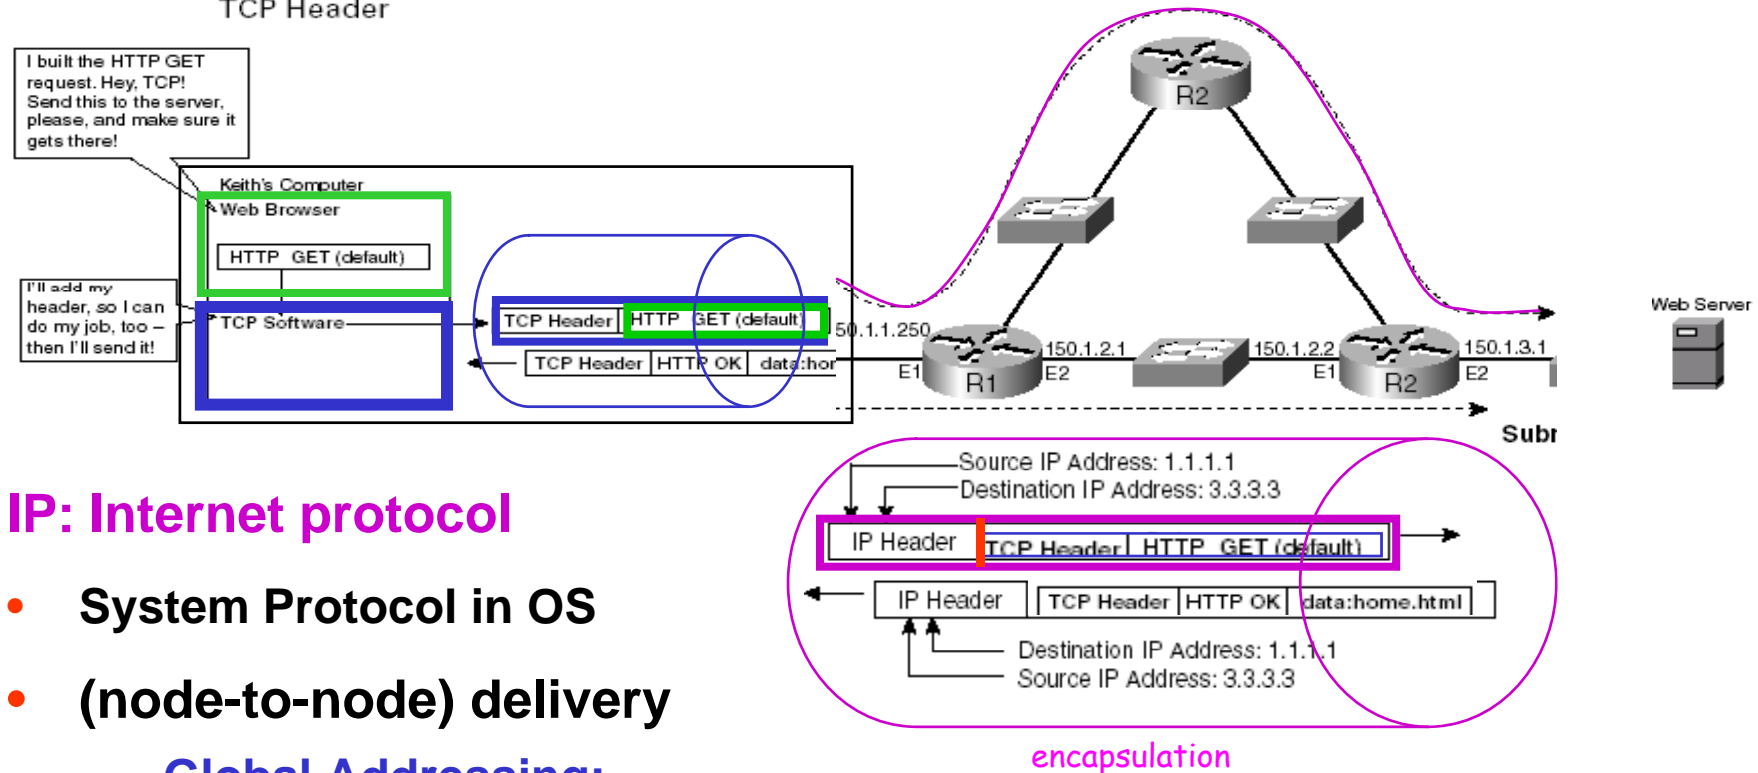 TCP Header
I built the HTTP GET
request. Hey, TCP!
Send this to the server,
please, and make sure it
gets there!
Keith's Computer
Web Browser
HTTP GET (default)
I'll add my
header, so I can
do my job, too –
then I'll send it!
TCP Software
TCP Header HTTP GET (default)
TCP Header HTTP OK data:hor
R2
50.1.1.250
E1
R1
150.1.2.1
E2
150.1.2.2
E1
R2
150.1.3.1
E2
Web Server
Subr
Source IP Address: 1.1.1.1
Destination IP Address: 3.3.3.3
IP Header TCP Header HTTP GET (default)
IP Header TCP Header HTTP OK data:home.html
Destination IP Address: 1.1.1.1
Source IP Address: 3.3.3.3
encapsulation
IP: Internet protocol
• System Protocol in OS
• (node-to-node) delivery
Global Addressing: